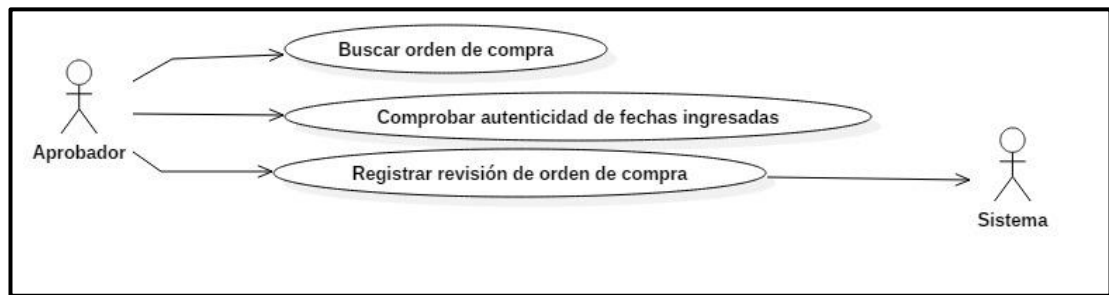 Buscar orden de compra
Comprobar autenticidad de fechas ingresadas
Aprobador
Registrar revisión de orden de compra
Sistema